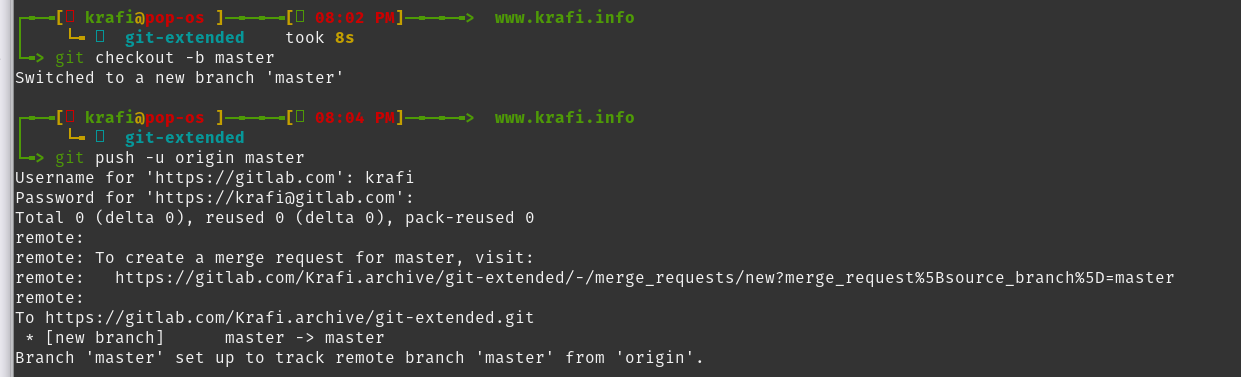 [ krafi@pop-os ]————[ 08:02 PM]————> www.krafi.info
git-extended took 8s
> git checkout -b master
Switched to a new branch 'master'
[ krafi@pop-os ]————[ 08:04 PM]————> www.krafi.info
git-extended
> git push -u origin master
Username for 'https://gitlab.com': krafi
Password for 'https://krafi@gitlab.com':
Total 0 (delta 0), reused 0 (delta 0), pack-reused 0
remote:
remote: To create a merge request for master, visit:
remote:   https://gitlab.com/Krafi.archive/git-extended/-/merge_requests/new?merge_request%5Bsource_branch%5D=master
remote:
To https://gitlab.com/Krafi.archive/git-extended.git
 * [new branch]      master -> master
Branch 'master' set up to track remote branch 'master' from 'origin'.